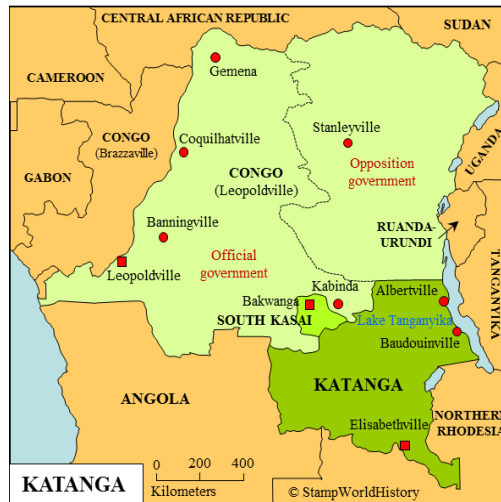 CENTRAL AFRICAN REPUBLIC
SUDAN
CAMEROON
Gemena
CONGO
(Brazzaville)
Coquilhatville
Stanleyville
GABON
CONGO
(Leopoldville)
Opposition
government
UGANDA
Banningville
RUANDA-
URUNDI
Official
government
Leopoldville
TANGANYIKA
Bakwanga
Kabinda
Albertville
SOUTH KASAI
Lake Tanganyika
Baudouinville
ANGOLA
KATANGA
NORTHERN
RHODESIA
Elisabethville
KATANGA
0 200 400
Kilometers
© StampWorldHistory